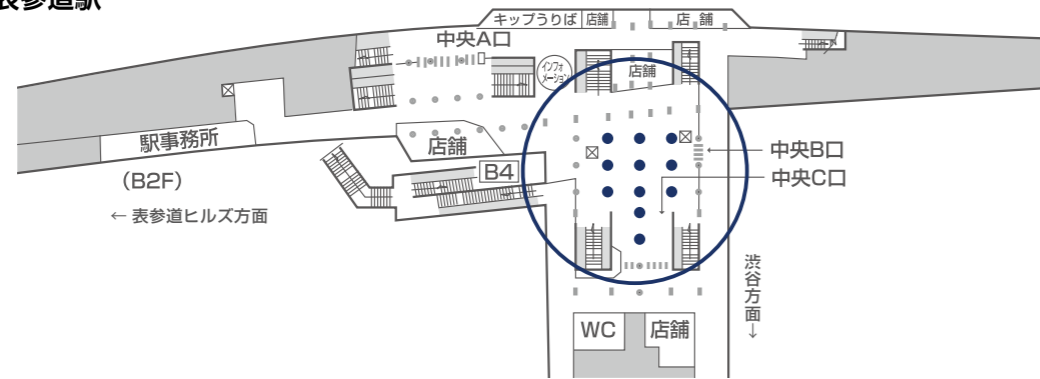 表参道駅
キップうりば
店舗
店舗
中央A口
インフォメーション
店舗
駅事務所
店舗
B4
中央B口
中央C口
(B2F)
← 表参道ヒルズ方面
渋谷方面→
WC
店舗